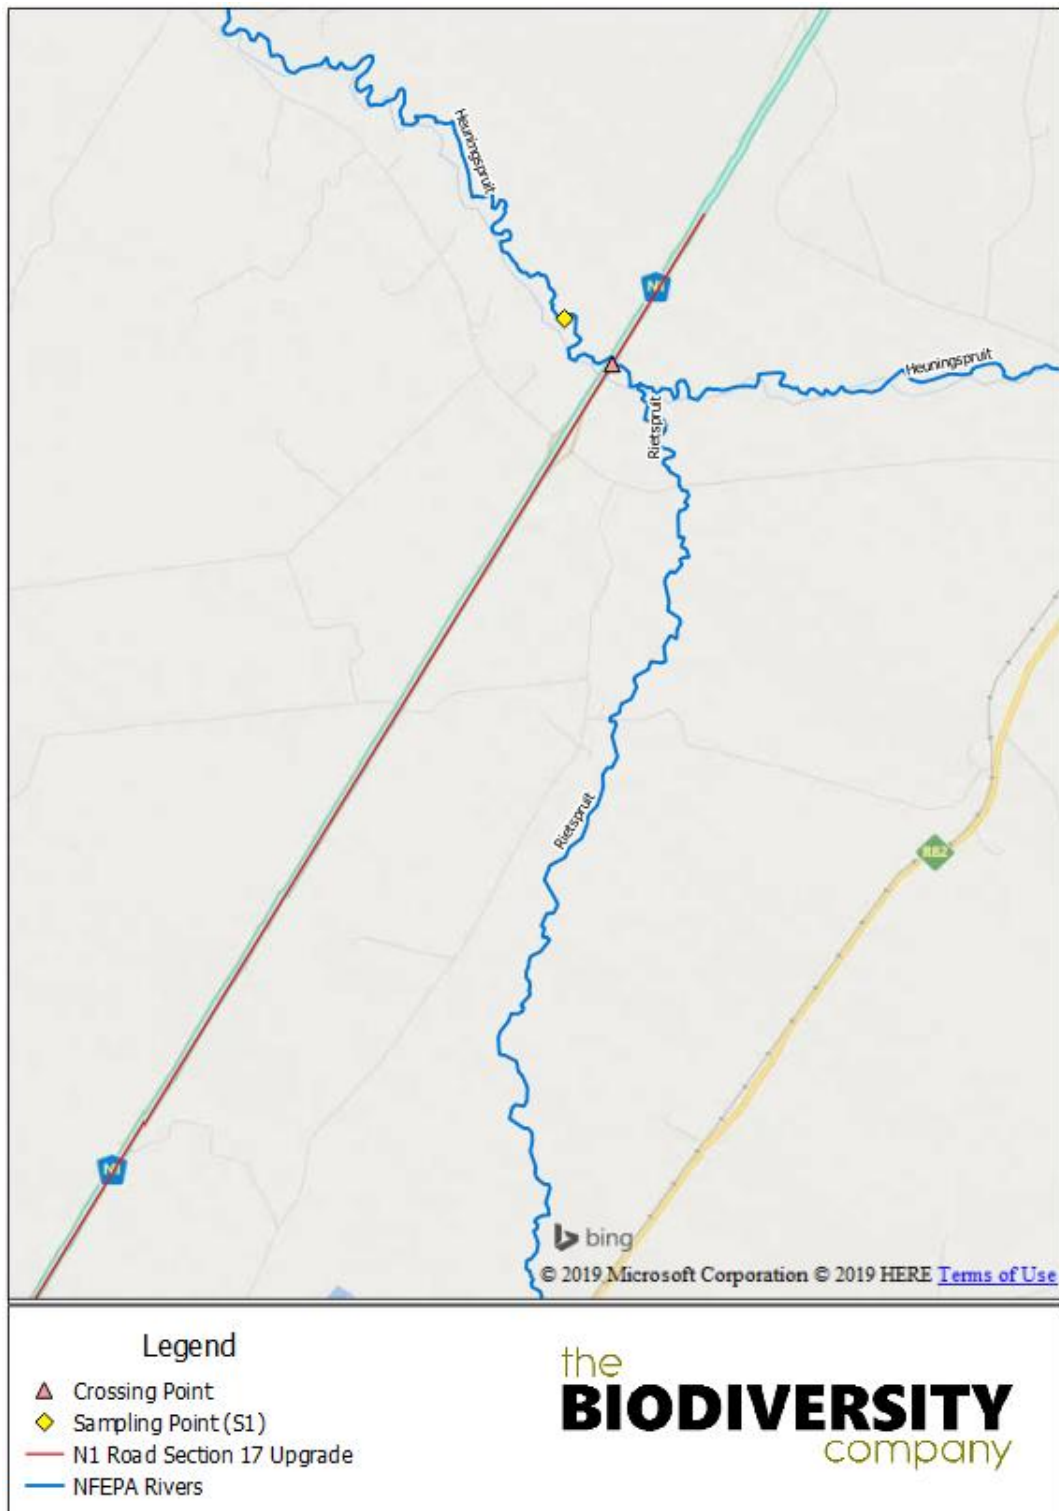 Heuningspruit
N1
Heuningspruit
Rietspruit
Rietspruit
R82
N1
bing
© 2019 Microsoft Corporation © 2019 HERE Terms of Use
Legend
Crossing Point
Sampling Point (S1)
N1 Road Section 17 Upgrade
NFEPA Rivers
the
BIODIVERSITY
company